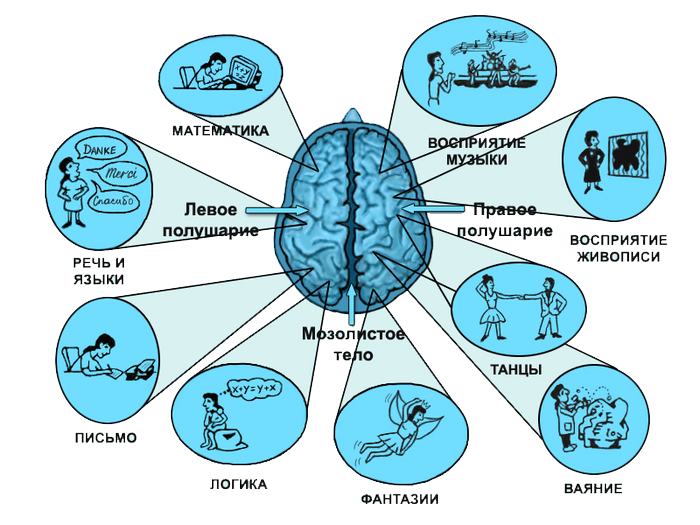 x+y
МАТЕМАТИКА
ВОСПРИЯТИЕ
МУЗЫКИ
DANKE
Merci
Спасибо
РЕЧЬ И
ЯЗЫКИ
Левое
полушарие
Правое
полушарие
ВОСПРИЯТИЕ
ЖИВОПИСИ
Мозолистое
тело
ТАНЦЫ
ПИСЬМО
x+y=y+x
ЛОГИКА
ФАНТАЗИИ
ВАЯНИЕ